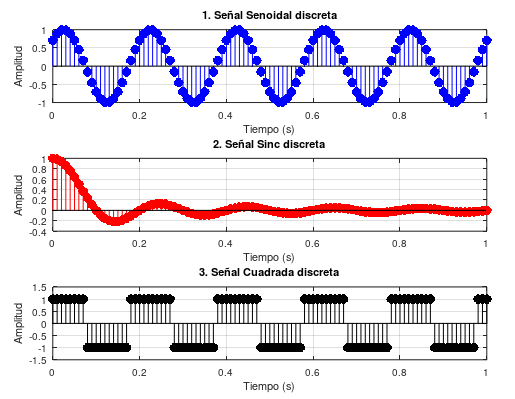 1. Señal Senoidal discreta
1
0.5
0
-0.5
-1
Amplitud
0 0.2 0.4 0.6 0.8 1
Tiempo (s)
2. Señal Sinc discreta
1
0.8
0.6
0.4
0.2
0
-0.2
-0.4
Amplitud
0 0.2 0.4 0.6 0.8 1
Tiempo (s)
3. Señal Cuadrada discreta
1.5
1
0.5
0
-0.5
-1
-1.5
Amplitud
0 0.2 0.4 0.6 0.8 1
Tiempo (s)